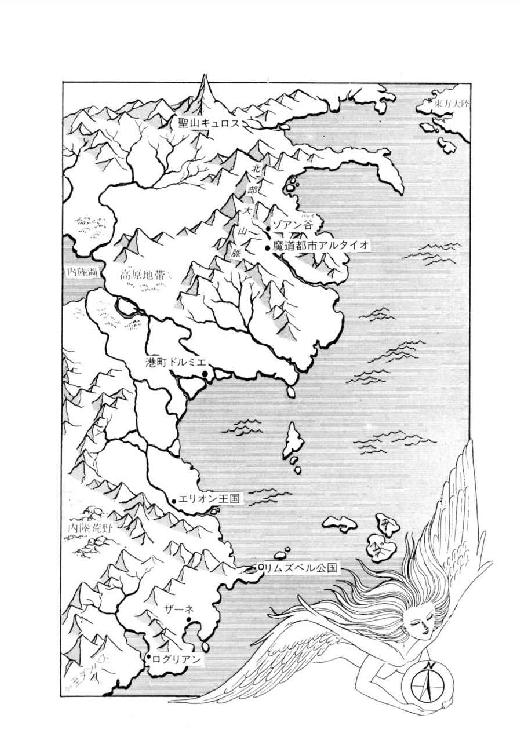 聖山キュロス
東方大陸
北部大山脈
ゾアン谷
魔道都市アルタイオ
内陸海
高原地帯
港町ドルミエ
エリオン王国
内陸荒野
リムズベル公国
ザーネ
ログリアン
N